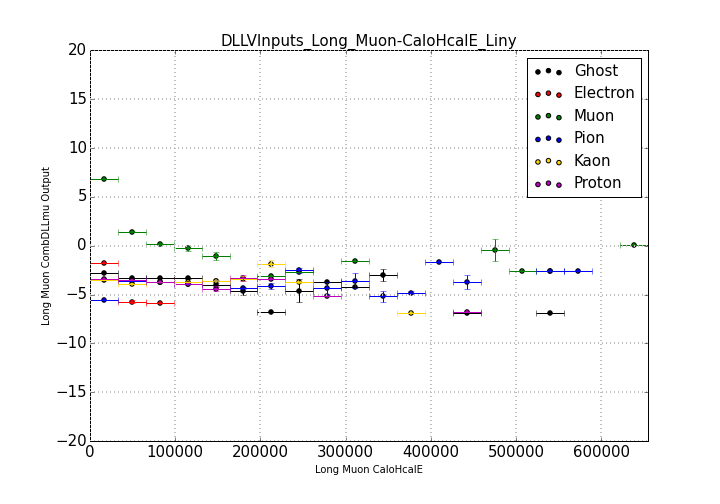 DLLVInputs_Long_Muon-CaloHcalE_Liny
20
15
10
5
0
−5
−10
−15
−20
Long Muon CombDLLmu Output
Ghost
Electron
Muon
Pion
Kaon
Proton
0 100000 200000 300000 400000 500000 600000
Long Muon CaloHcalE